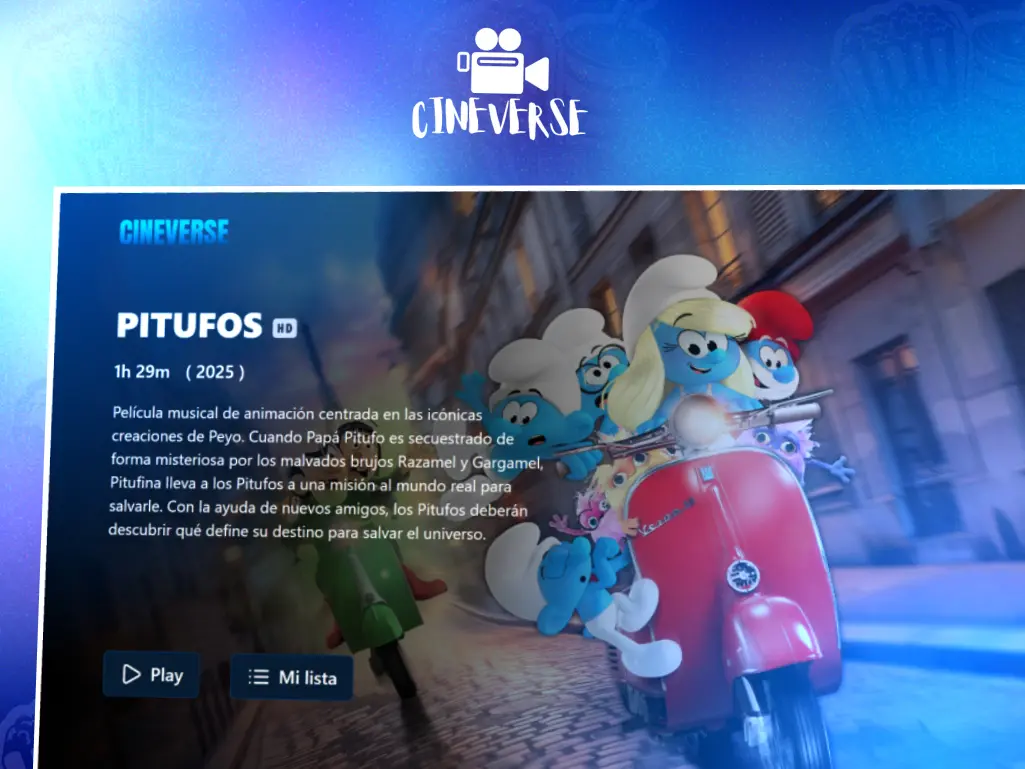 CINEVERSE
CINEVERSE
PITUFOS HD
1h 29m ( 2025 )
Película musical de animación centrada en las icónicas
creaciones de Peyo. Cuando Papá Pitufo es secuestrado de
forma misteriosa por los malvados brujos Razamel y Gargamel,
Pitufina lleva a los Pitufos a una misión al mundo real para
salvarle. Con la ayuda de nuevos amigos, los Pitufos deberán
descubrir qué define su destino para salvar el universo.
Play
Mi lista